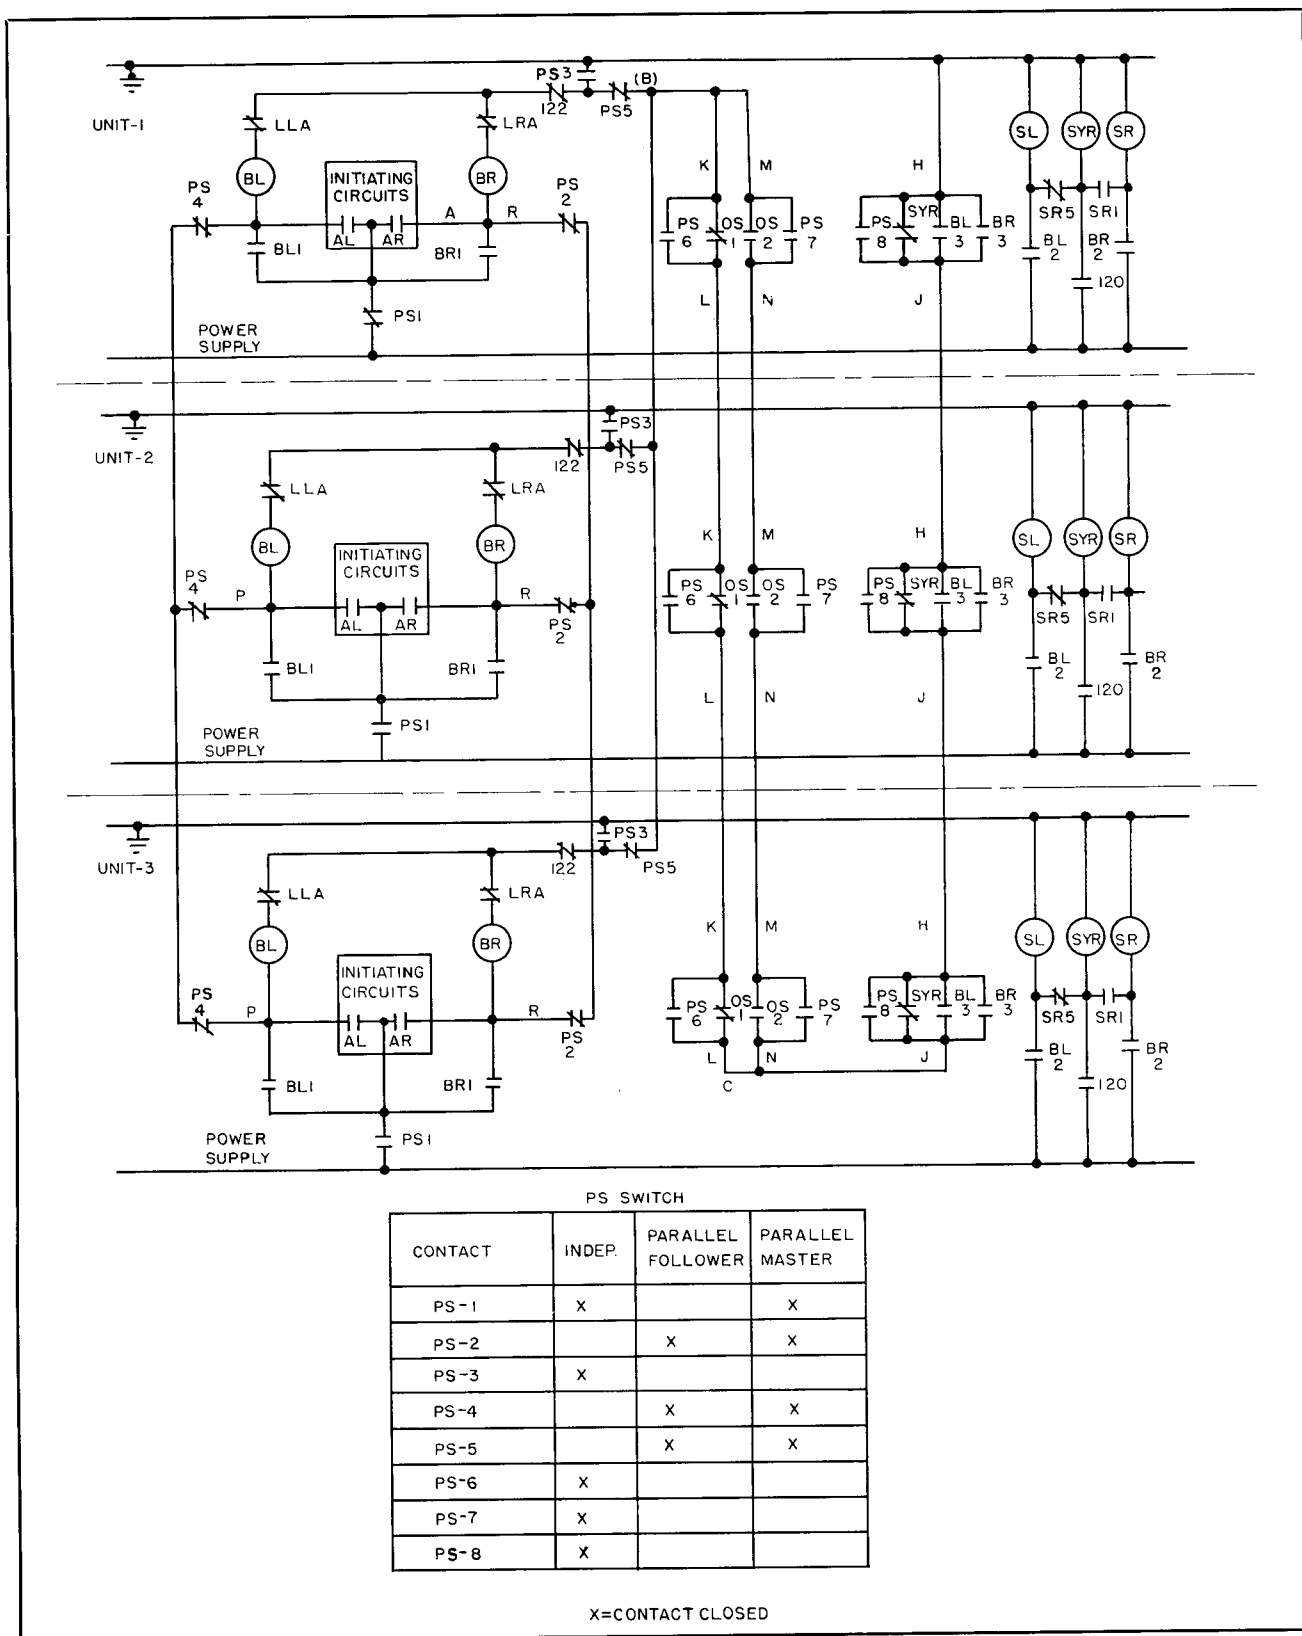 UNIT-1
LLA
BL
PS
4
BL1
INITIATING
CIRCUITS
AL
AR
A
R
BR1
LRA
BR
PS
2
PS1
122
PS3
PS5
(B)
K
M
PS
6
OS
1
OS
2
PS
7
L
N
H
PS
8
SYR
BL
3
BR
3
J
SL
SYR
SR
SR5
SR1
BL
2
BR
2
120
POWER
SUPPLY
UNIT-2
LLA
BL
PS
4
P
BL1
INITIATING
CIRCUITS
AL
AR
R
BR1
LRA
BR
PS
2
PS1
122
PS3
PS5
K
M
PS
6
OS
1
OS
2
PS
7
L
N
H
PS
8
SYR
BL
3
BR
3
J
SL
SYR
SR
SR5
SR1
BL
2
BR
2
120
POWER
SUPPLY
UNIT-3
LLA
BL
PS
4
P
BL1
INITIATING
CIRCUITS
AL
AR
R
BR1
LRA
BR
PS
2
PS1
122
PS3
PS5
K
M
PS
6
OS
1
OS
2
PS
7
L
N
C
H
PS
8
SYR
BL
3
BR
3
J
SL
SYR
SR
SR5
SR1
BL
2
BR
2
120
POWER
SUPPLY
PS SWITCH
CONTACT INDEP. PARALLEL FOLLOWER PARALLEL MASTER
PS-1 X X
PS-2 X X
PS-3 X
PS-4 X X
PS-5 X X
PS-6 X
PS-7 X
PS-8 X
X=CONTACT CLOSED